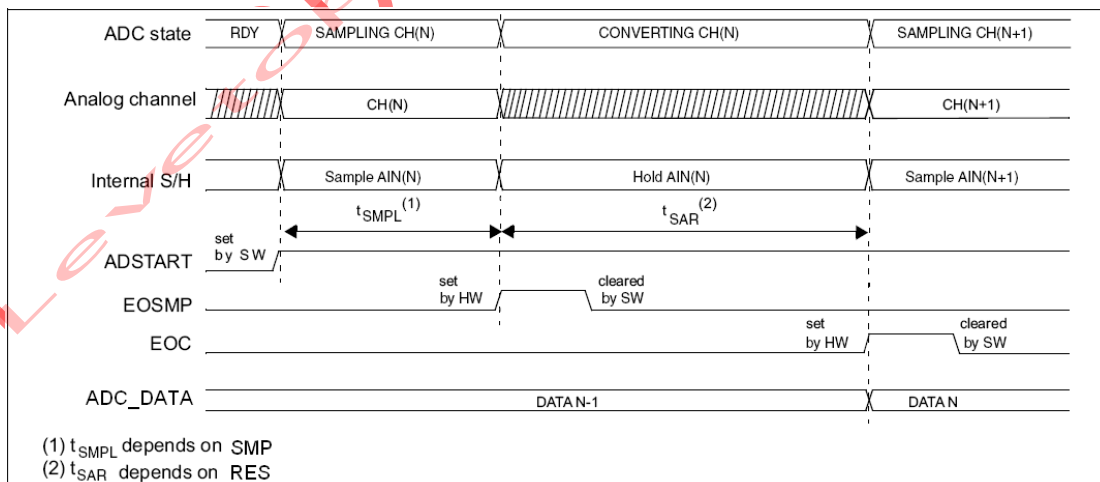 ADC state RDY SAMPLING CH(N) CONVERTING CH(N) SAMPLING CH(N+1)
Analog channel CH(N) CH(N+1)
Internal S/H Sample AIN(N) Hold AIN(N) Sample AIN(N+1)
tSMPL(1) tSAR(2)
set
by SW
ADSTART
set
by HW
cleared
by SW
EOSMP
set
by HW
cleared
by SW
EOC
ADC_DATA DATA N-1 DATA N
(1) tSMPL depends on SMP
(2) tSAR depends on RES